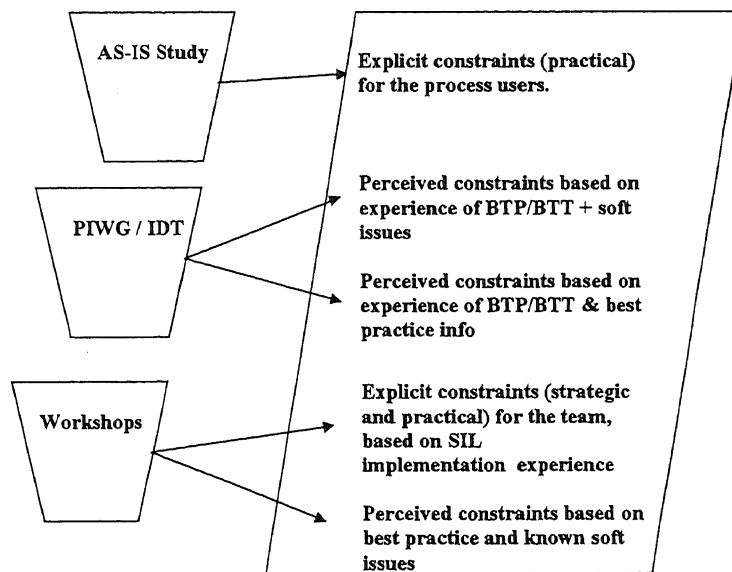 AS-IS Study
Explicit constraints (practical)
for the process users.
PIWG / IDT
Perceived constraints based on
experience of BTP/BTT + soft
issues
Perceived constraints based on
experience of BTP/BTT & best
practice info
Workshops
Explicit constraints (strategic
and practical) for the team,
based on SIL
implementation experience
Perceived constraints based on
best practice and known soft
issues